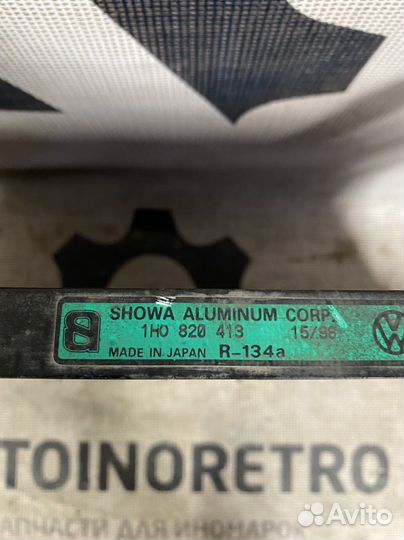 SHOWA ALUMINUM CORP.
1H0 820 413 15/96
MADE IN JAPAN R-134a
TOINORETRO
АПЧАСТИ ДЛЯ ИНОМАРОК
Avito